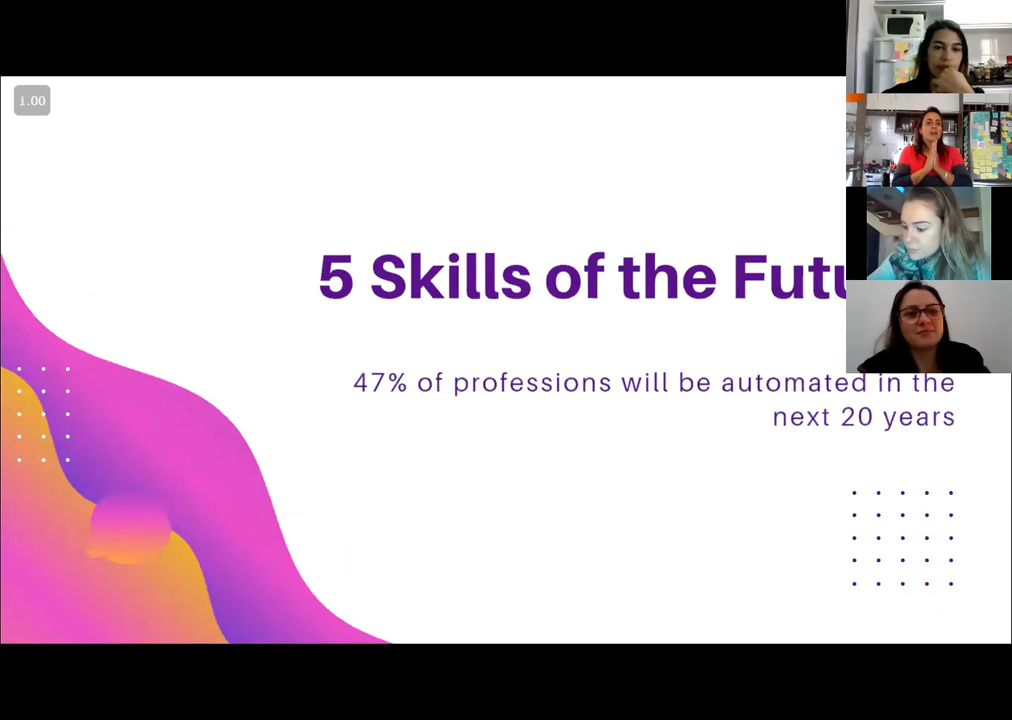 1.00
5 Skills of the Futu
47% of professions will be automated in the
next 20 years